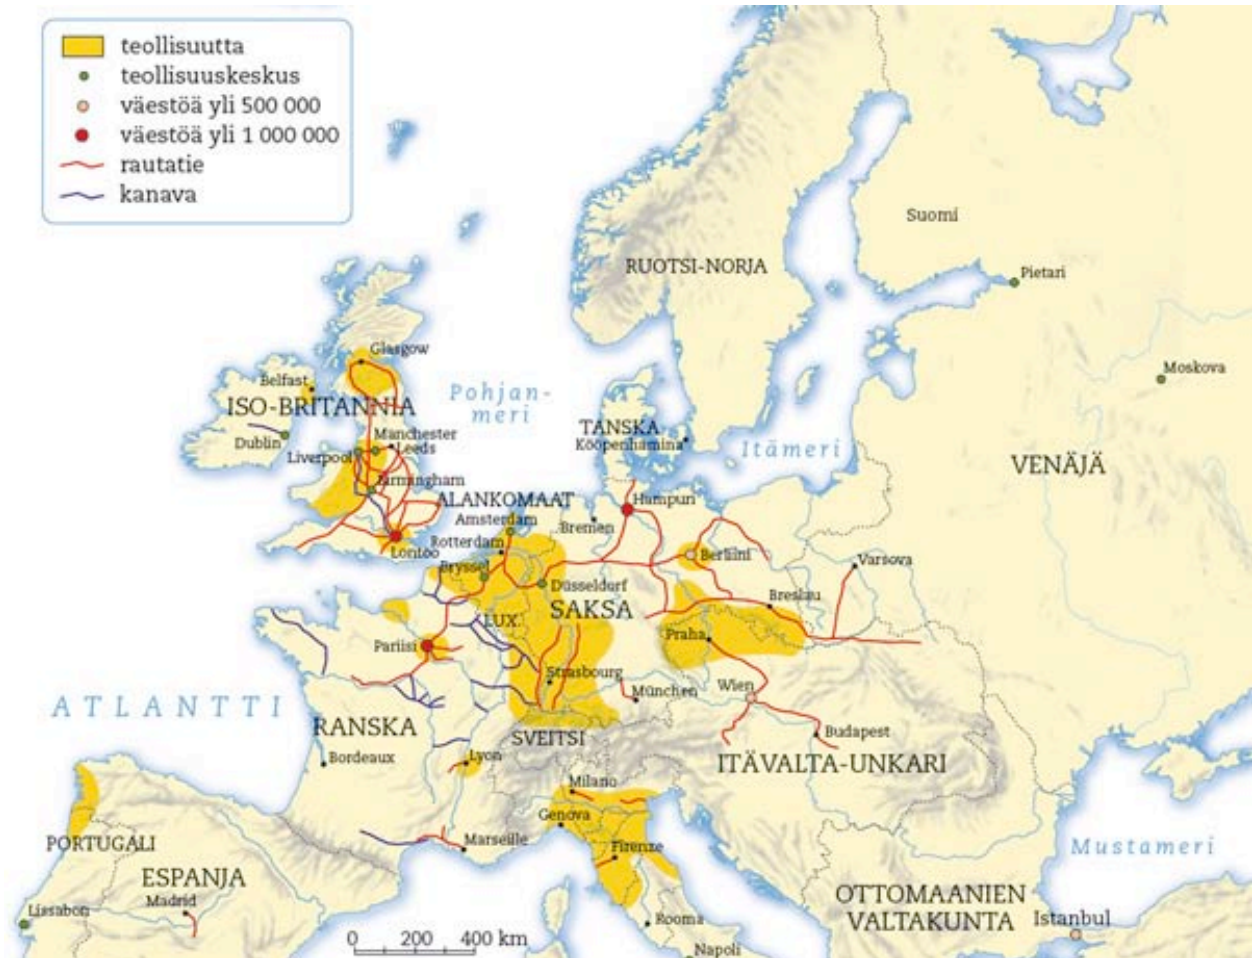 teollisuutta
teollisuuskeskus
väestöä yli 500 000
väestöä yli 1 000 000
rautatie
kanava
Suomi
RUOTSI-NORJA
Pietari
Glasgow
Moskova
Belfast
Pohjan-
meri
ISO-BRITANNIA
TANSKA
Kööpenhamina
Itämeri
Dublin
Manchester
Leeds
Liverpool
VENÄJÄ
Birmingham
ALANKOMAAT
Hampuri
Amsterdam
Bremen
Rotterdam
Lontoo
Berliini
Varsova
Bryssel
Düsseldorf
SAKSA
Breslau
LUX.
Praha
Pariisi
Strasbourg
München
Wien
ATLANTTI
RANSKA
SVEITSI
Budapest
Bordeaux
Lyon
ITÄVALTA-UNKARI
Milano
Genova
PORTUGALI
Marseille
Firenze
Mustameri
ESPANJA
Madrid
OTTOMAANIEN
VALTAKUNTA
Istanbul
Lissabon
Rooma
0 200 400 km
Napoli